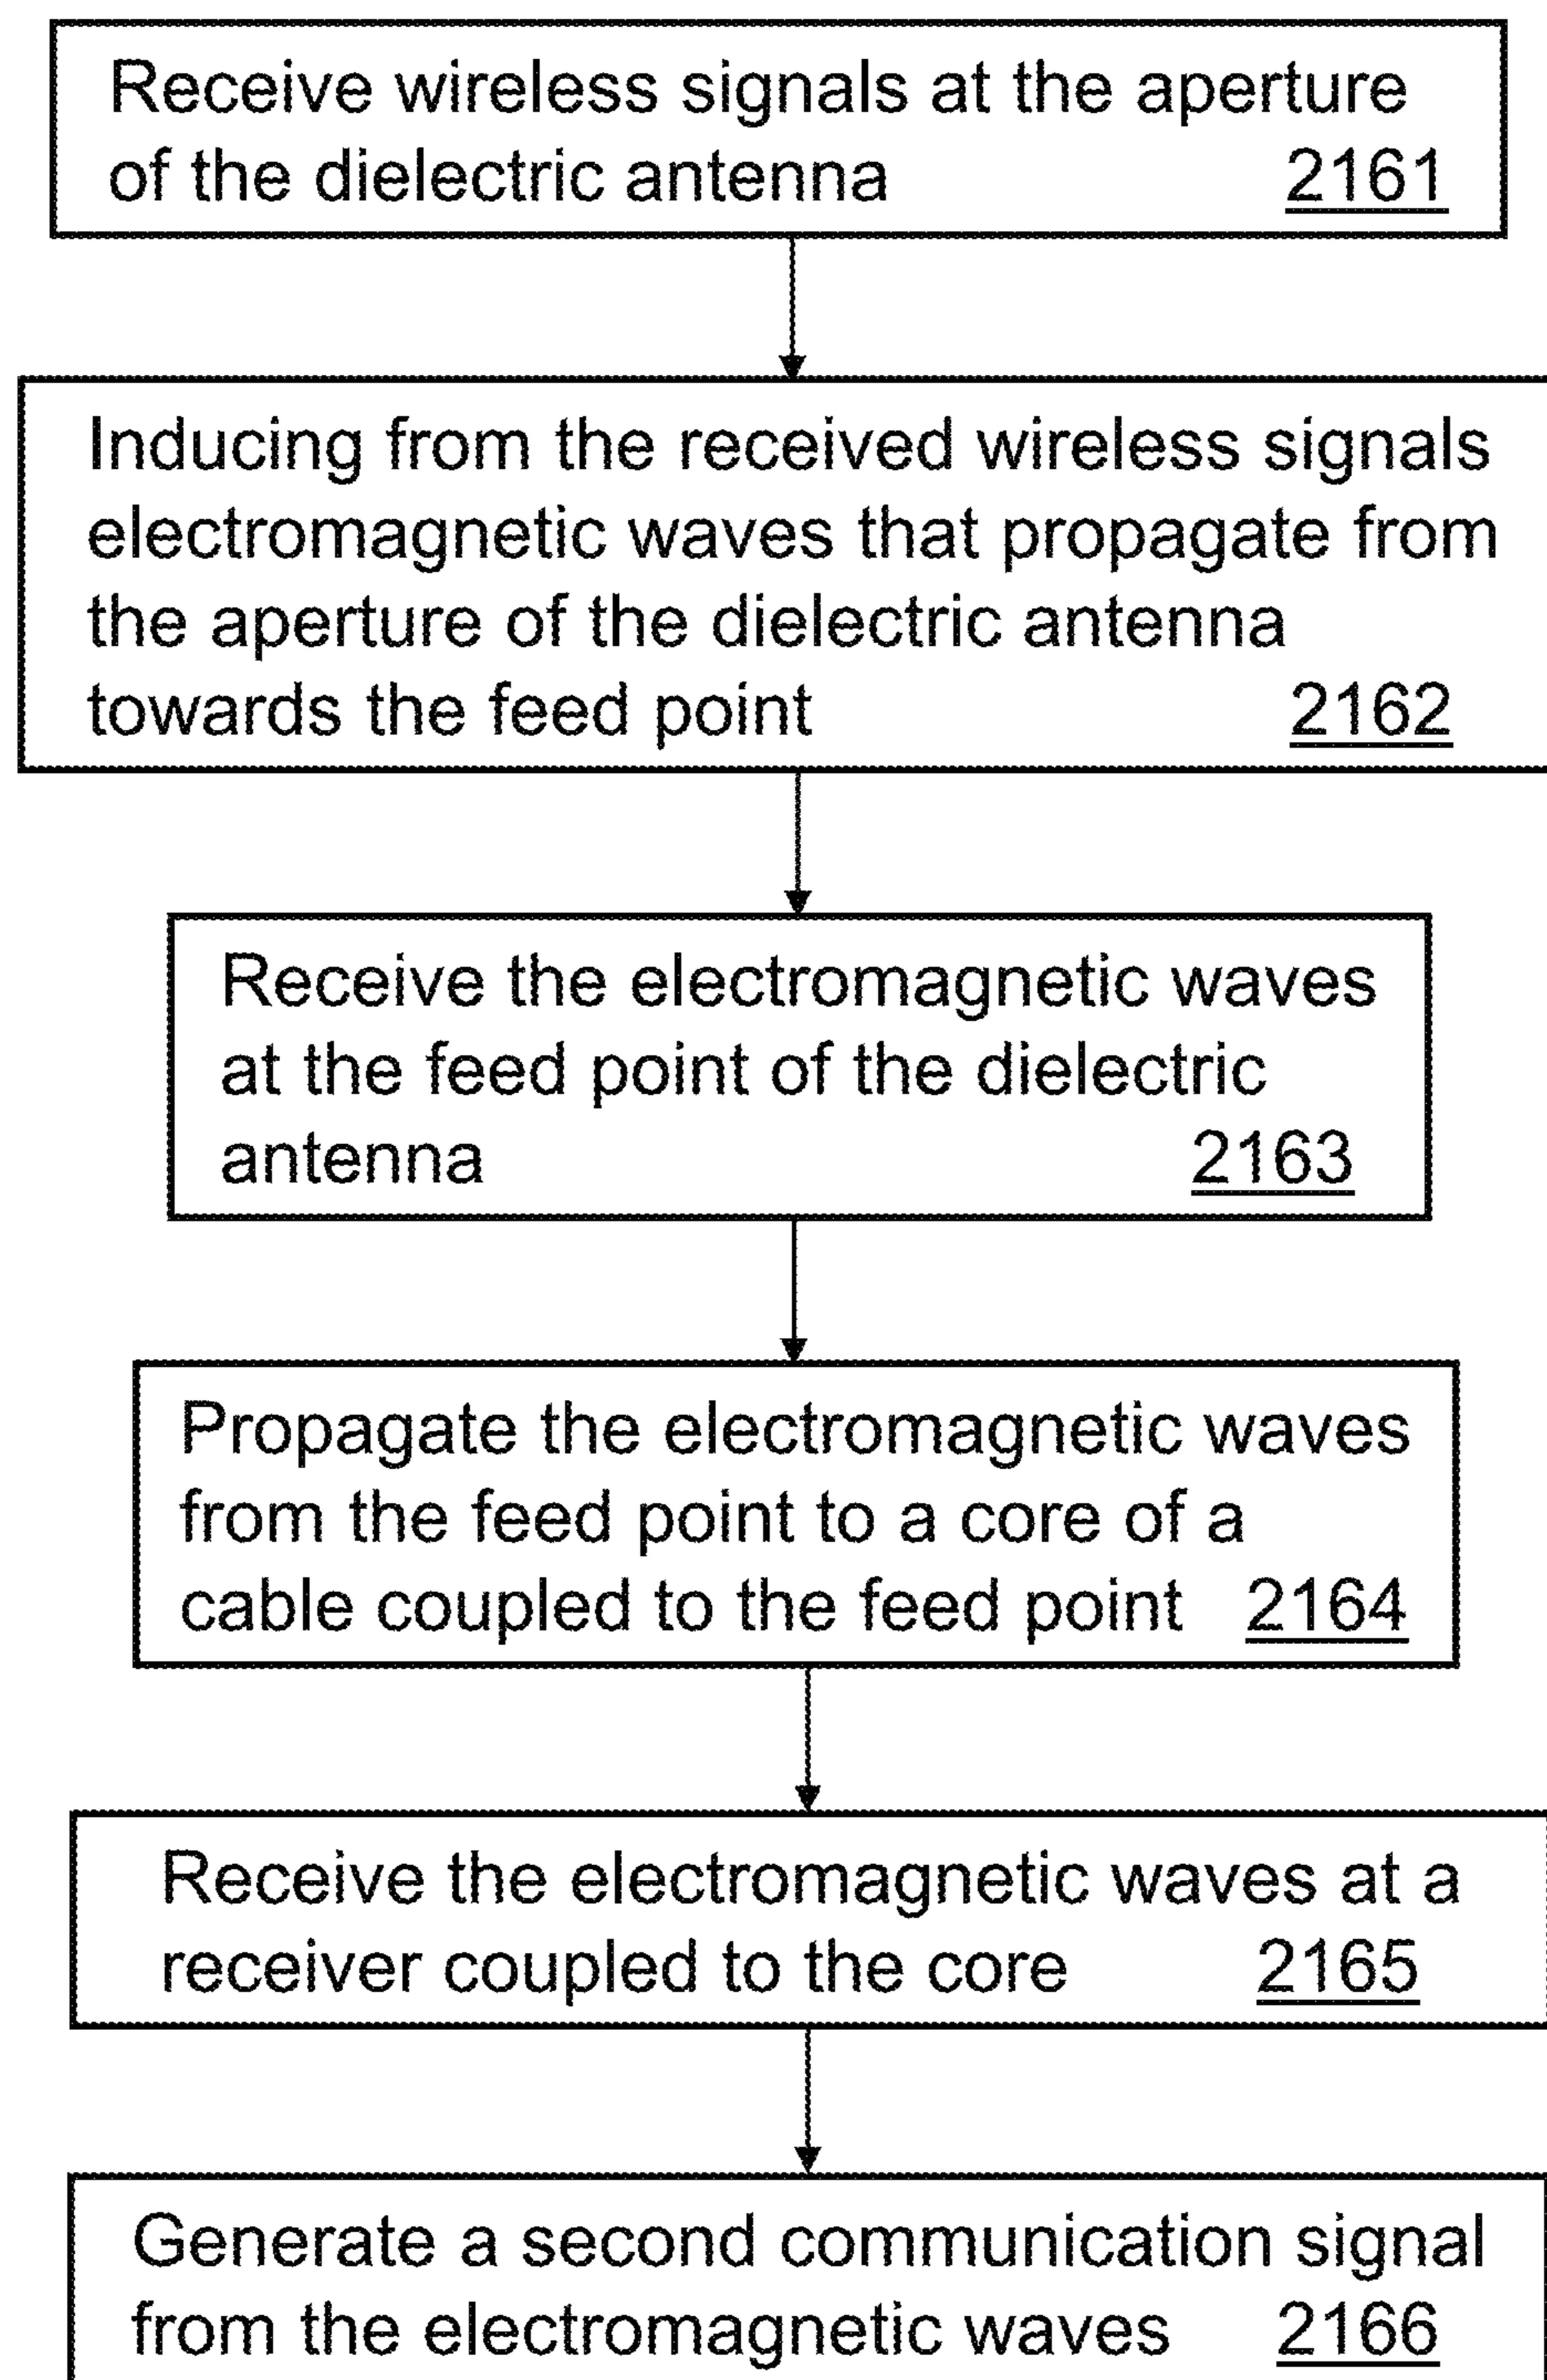 Receive wireless signals at the aperture
of the dielectric antenna 2161
Inducing from the received wireless signals
electromagnetic waves that propagate from
the aperture of the dielectric antenna
towards the feed point 2162
Receive the electromagnetic waves
at the feed point of the dielectric
antenna 2163
Propagate the electromagnetic waves
from the feed point to a core of a
cable coupled to the feed point 2164
Receive the electromagnetic waves at a
receiver coupled to the core 2165
Generate a second communication signal
from the electromagnetic waves 2166